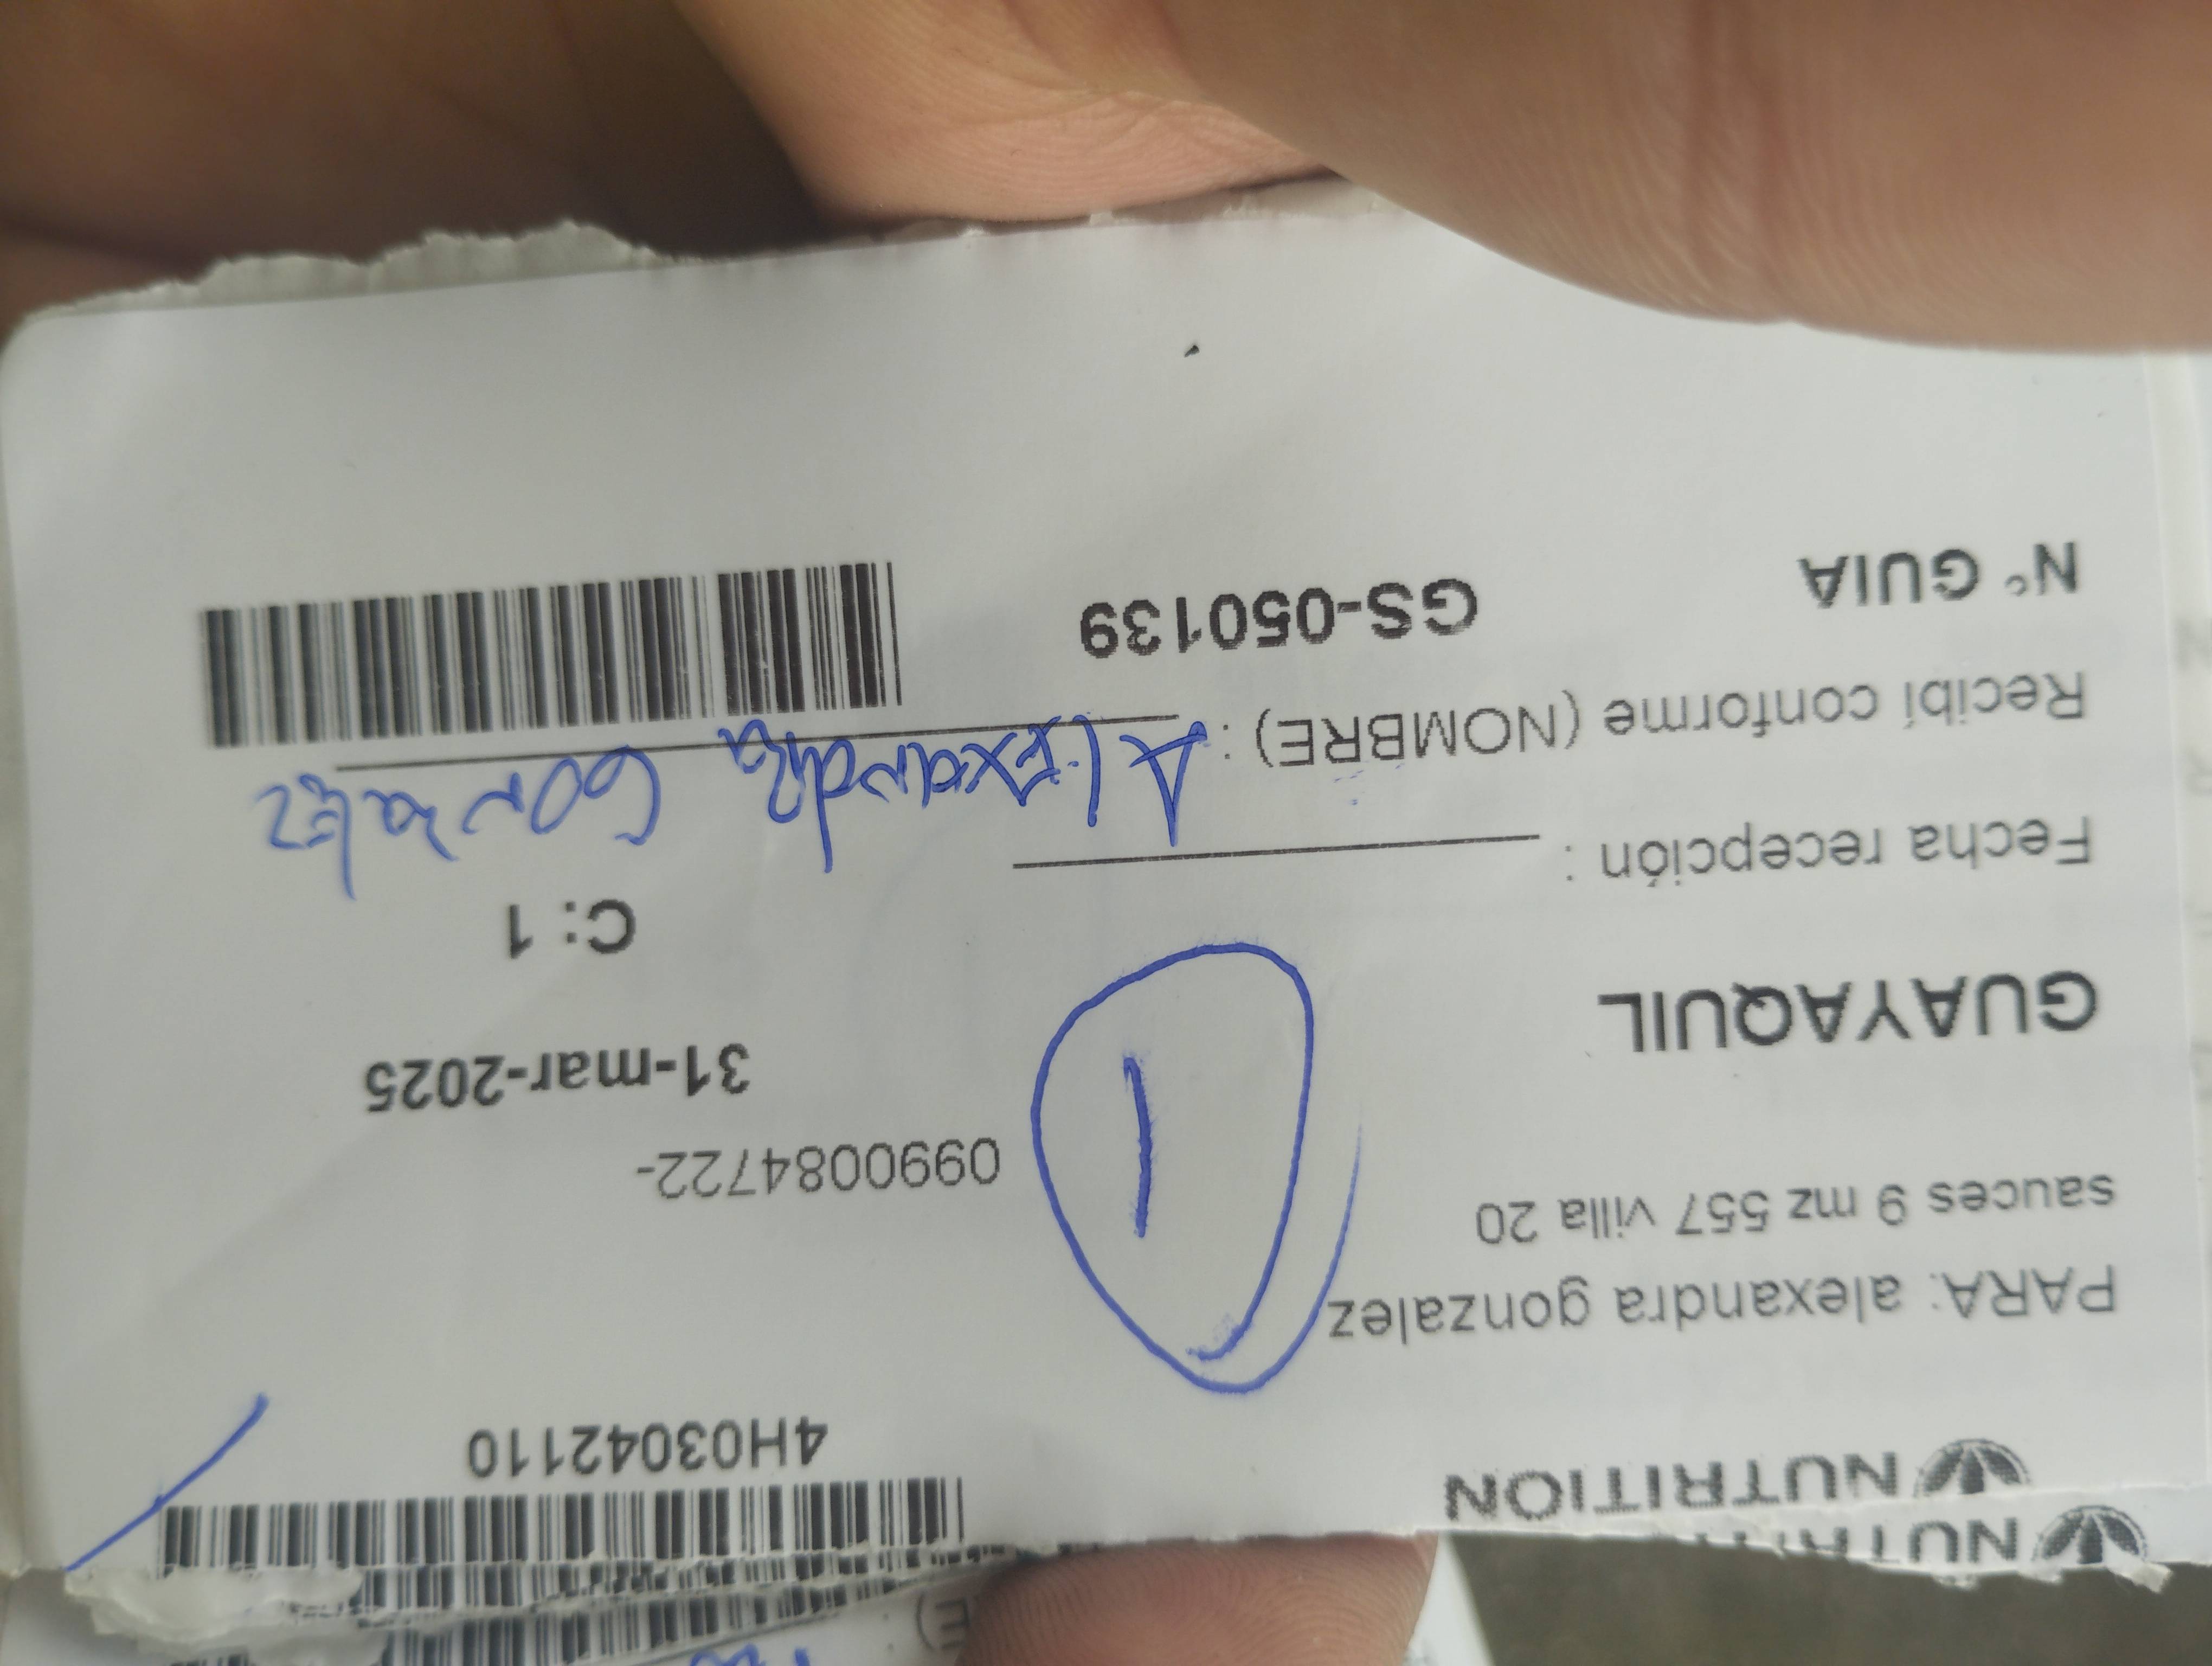 NUTRITION
4H03042110
PARA: alexandra gonzalez
sauces 9 mz 557 villa 20
0990084722-
GUAYAQUIL
31-mar-2025
1
C: 1
Fecha recepción :
Recibí conforme (NOMBRE) : Alexandra Gonzalez
N° GUIA
GS-050139